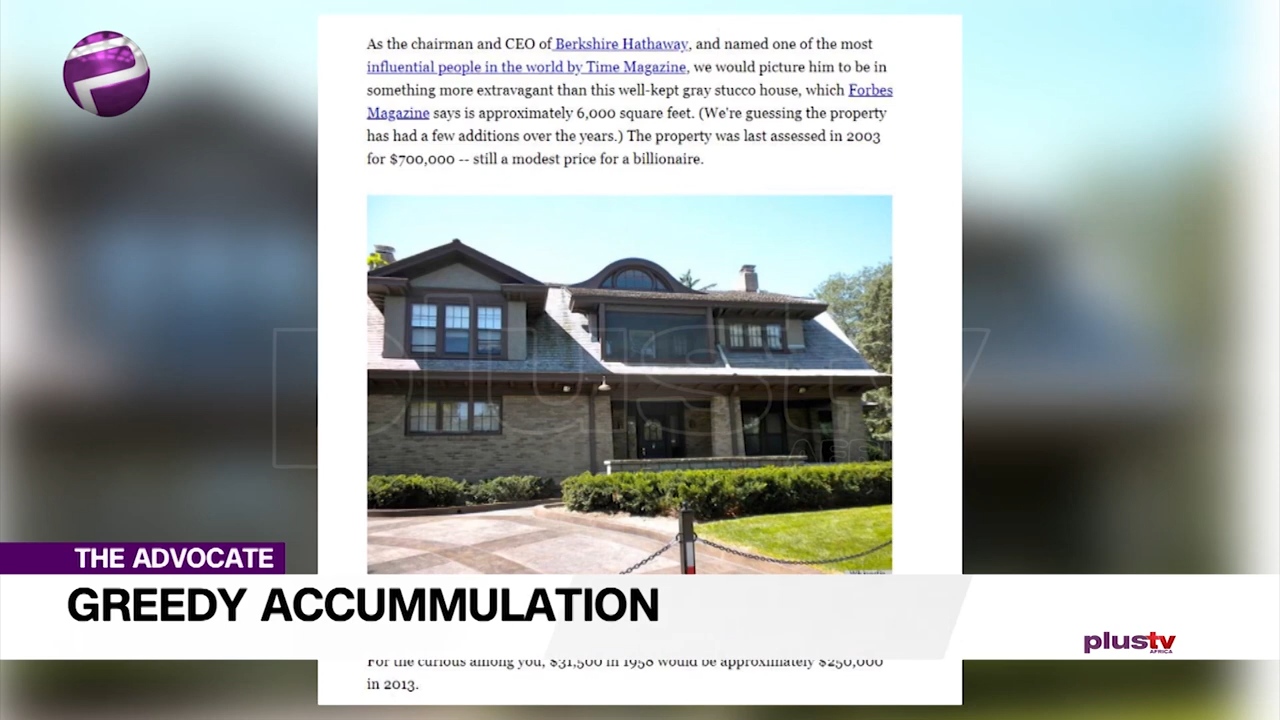 As the chairman and CEO of Berkshire Hathaway, and named one of the most
influential people in the world by Time Magazine, we would picture him to be in
something more extravagant than this well-kept gray stucco house, which Forbes
Magazine says is approximately 6,000 square feet. (We're guessing the property
has had a few additions over the years.) The property was last assessed in 2003
for $700,000 -- still a modest price for a billionaire.
plustv
AFRICA
THE ADVOCATE
GREEDY ACCUMMULATION
plustv
AFRICA
For the curious among you, $31,500 in 1958 would be approximately $250,000
in 2013.